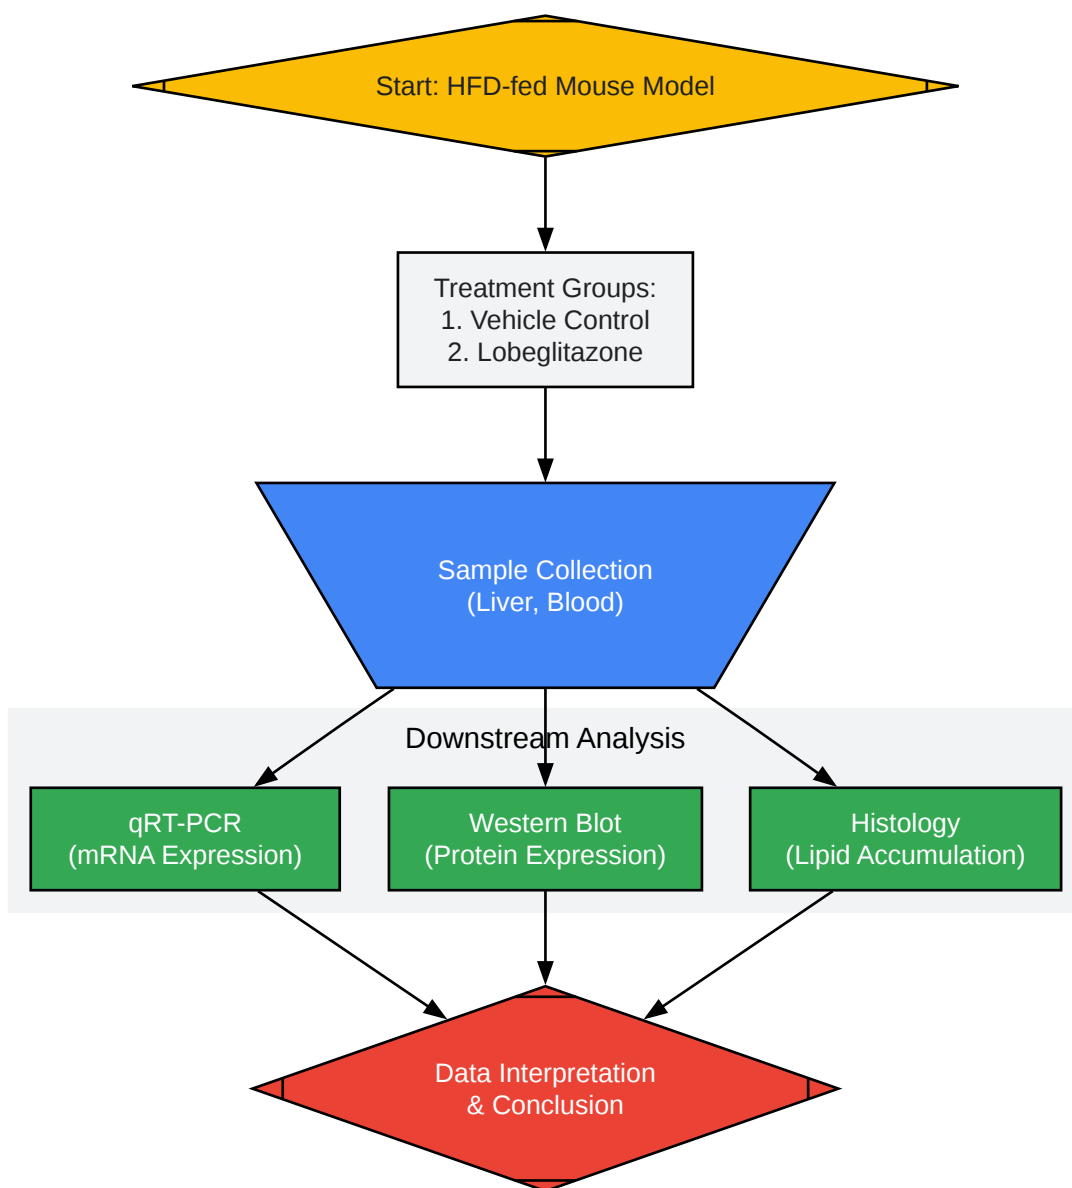 Start: HFD-fed Mouse Model
Treatment Groups:
1. Vehicle Control
2. Lobeglitazone
Sample Collection
(Liver, Blood)
Downstream Analysis
qRT-PCR
(mRNA Expression)
Western Blot
(Protein Expression)
Histology
(Lipid Accumulation)
Data Interpretation
& Conclusion